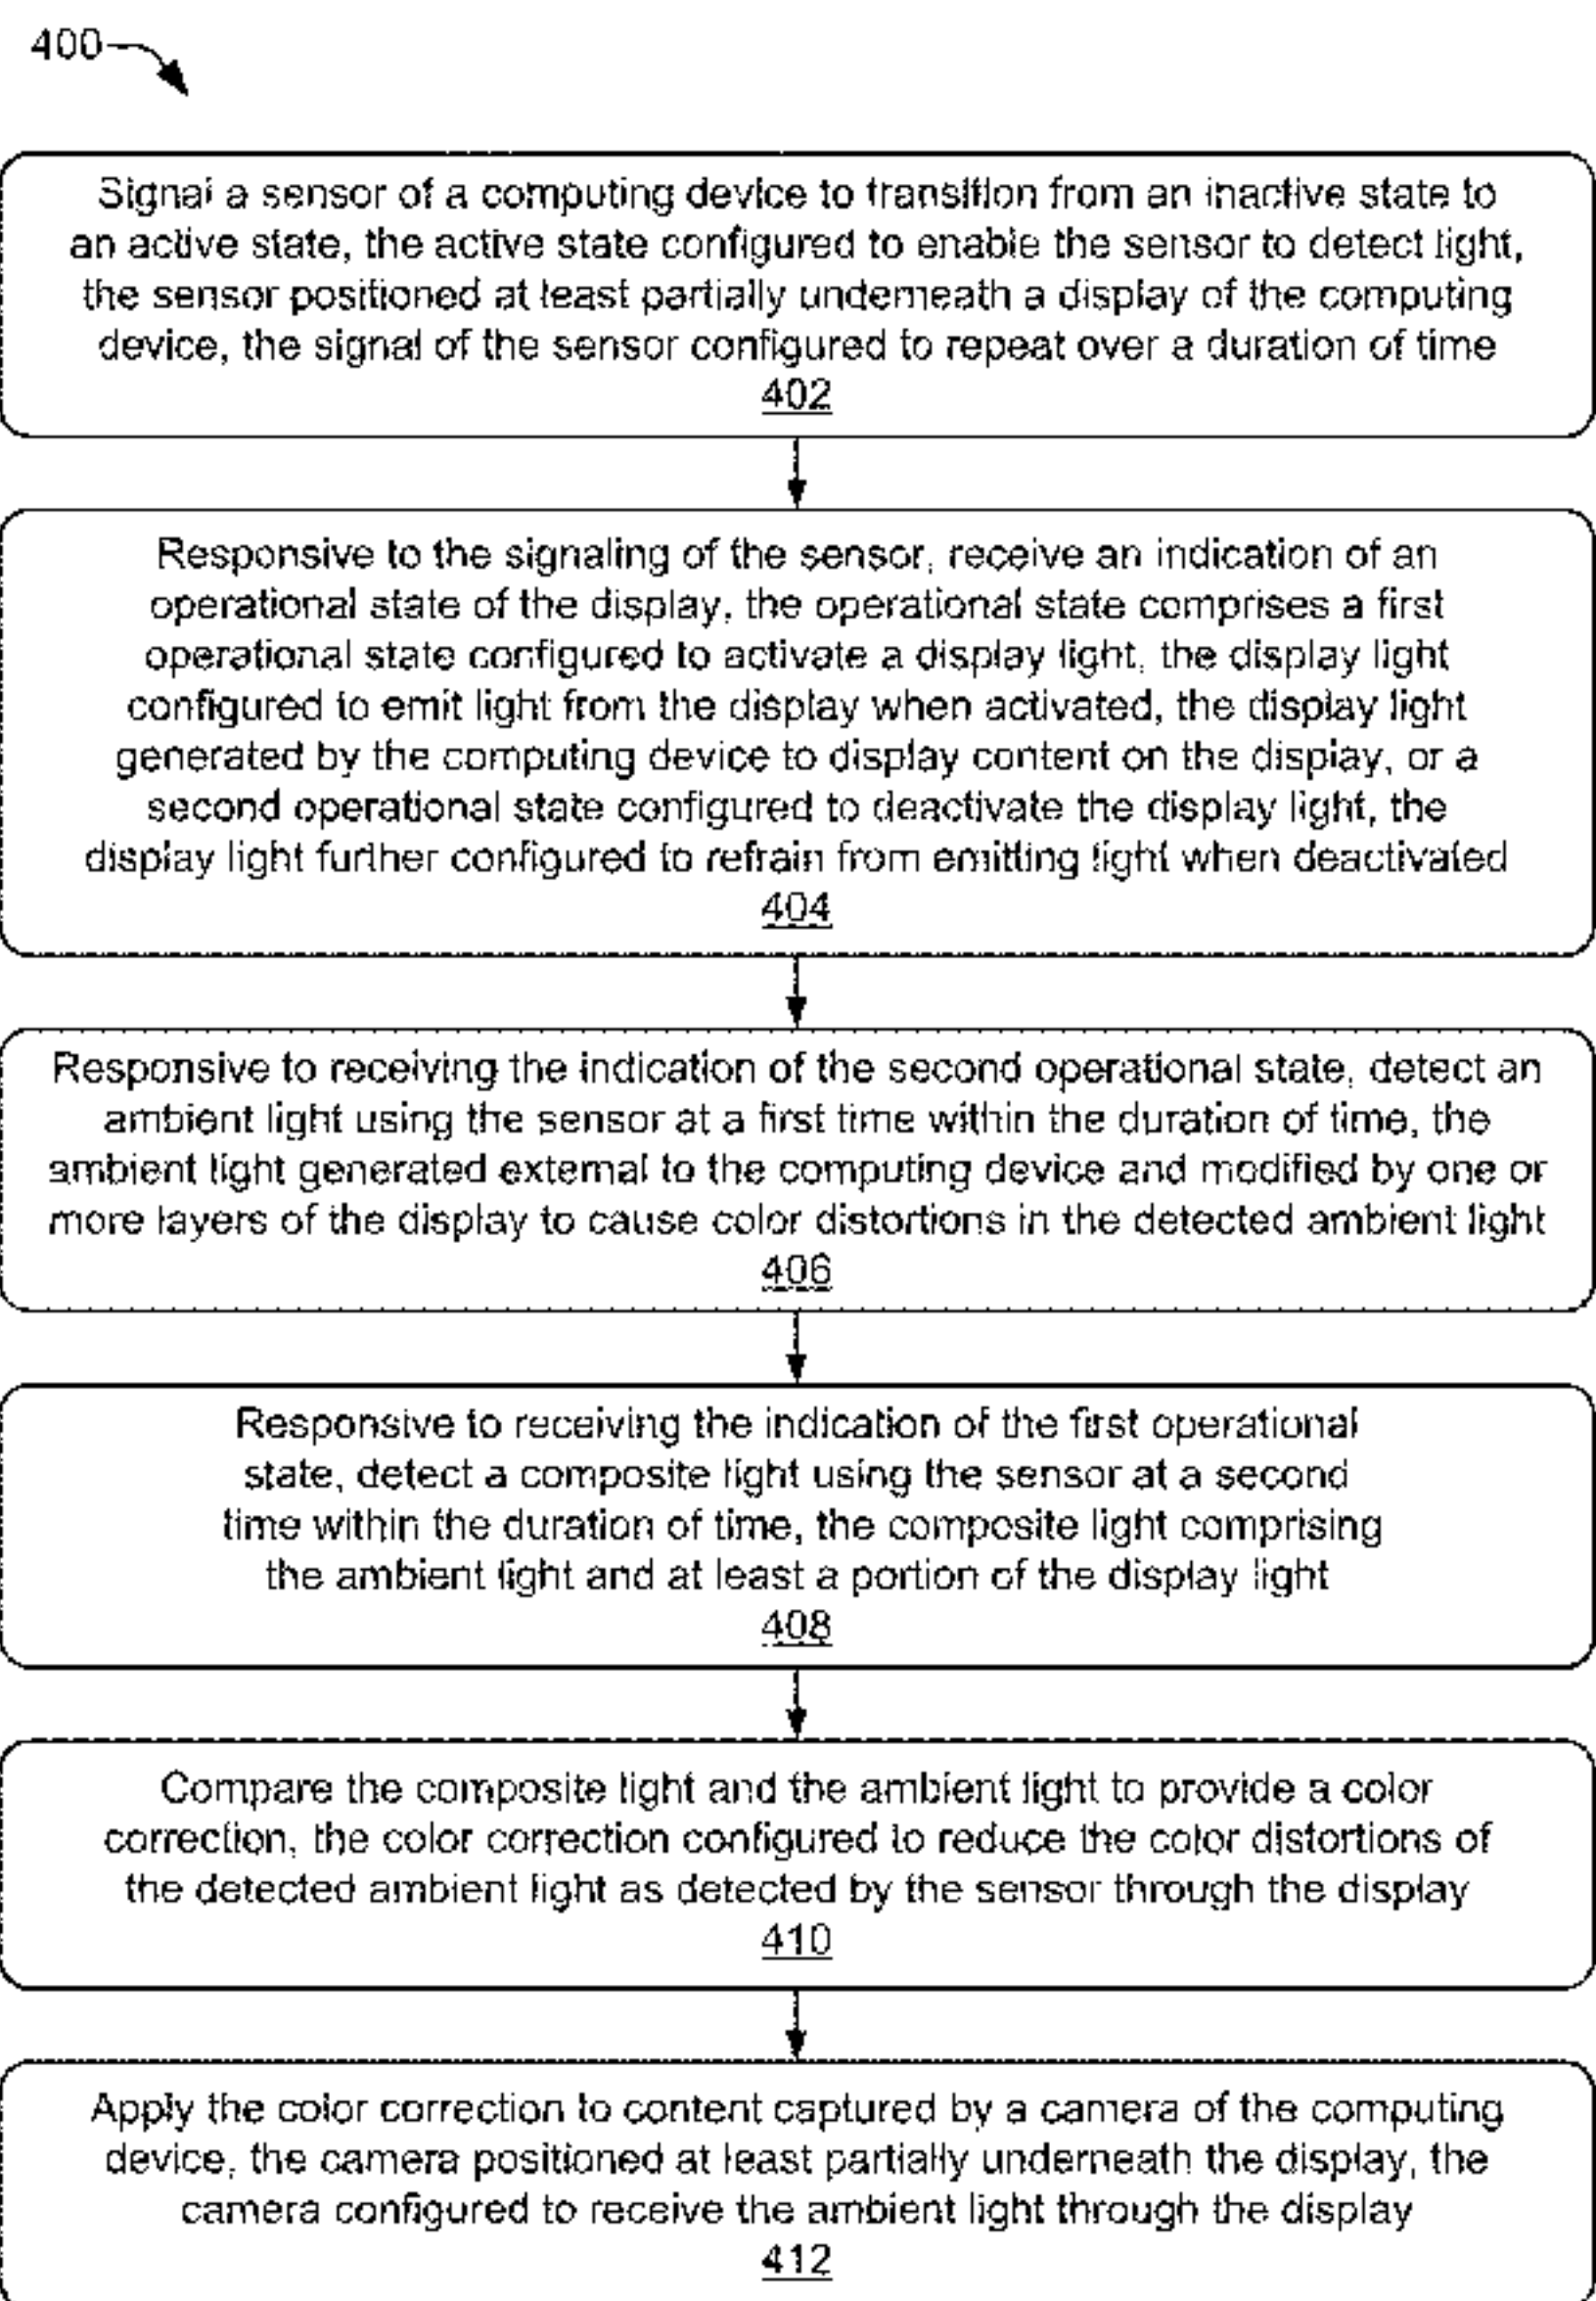 400
Signal a sensor of a computing device to transition from an inactive state to
an active state, the active state configured to enable the sensor to detect light,
the sensor positioned at least partially underneath a display of the computing
device, the signal of the sensor configured to repeat over a duration of time
402
Responsive to the signaling of the sensor, receive an indication of an
operational state of the display, the operational state comprises a first
operational state configured to activate a display light, the display light
configured to emit light from the display when activated, the display light
generated by the computing device to display content on the display, or a
second operational state configured to deactivate the display light, the
display light further configured to refrain from emitting light when deactivated
404
Responsive to receiving the indication of the second operational state, detect an
ambient light using the sensor at a first time within the duration of time, the
ambient light generated external to the computing device and modified by one or
more layers of the display to cause color distortions in the detected ambient light
406
Responsive to receiving the indication of the first operational
state, detect a composite light using the sensor at a second
time within the duration of time, the composite light comprising
the ambient light and at least a portion of the display light
408
Compare the composite light and the ambient light to provide a color
correction, the color correction configured to reduce the color distortions of
the detected ambient light as detected by the sensor through the display
410
Apply the color correction to content captured by a camera of the computing
device, the camera positioned at least partially underneath the display, the
camera configured to receive the ambient light through the display
412